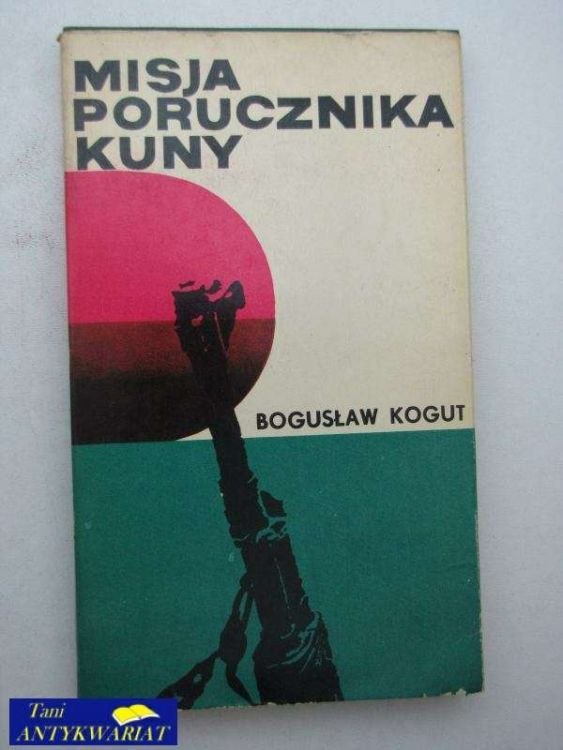 MISJA
PORUCZNIKA
KUNY
BOGUSŁAW KOGUT
Tani
ANTYKWARIAT